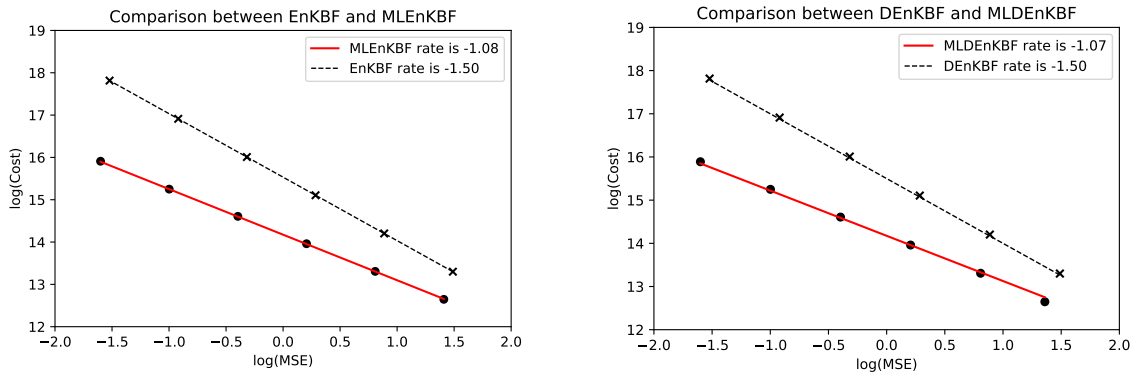 Comparison between EnKBF and MLEnKBF
MLEnKBF rate is -1.08
EnKBF rate is -1.50
19
18
17
16
15
14
13
12
log(Cost)
−2.0 −1.5 −1.0 −0.5 0.0 0.5 1.0 1.5 2.0
log(MSE)
Comparison between DEnKBF and MLDEnKBF
MLDEnKBF rate is -1.07
DEnKBF rate is -1.50
19
18
17
16
15
14
13
12
log(Cost)
−2.0 −1.5 −1.0 −0.5 0.0 0.5 1.0 1.5 2.0
log(MSE)